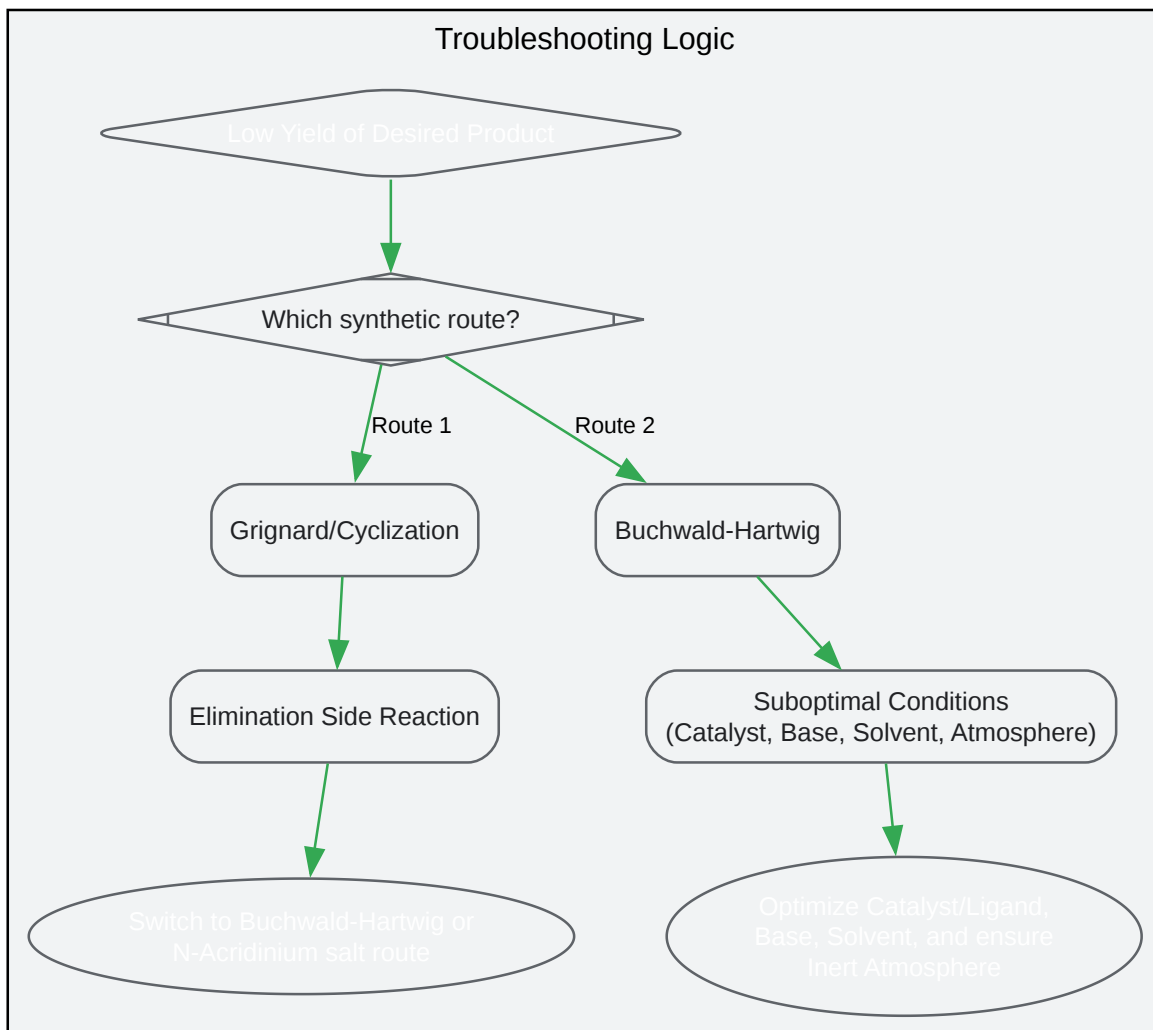 Troubleshooting Logic
Low Yield of Desired Product
Which synthetic route?
Route 1
Route 2
Grignard/Cyclization
Buchwald-Hartwig
Elimination Side Reaction
Suboptimal Conditions
(Catalyst, Base, Solvent, Atmosphere)
Switch to Buchwald-Hartwig or
N-Acridinium salt route
Optimize Catalyst/Ligand,
Base, Solvent, and ensure
Inert Atmosphere